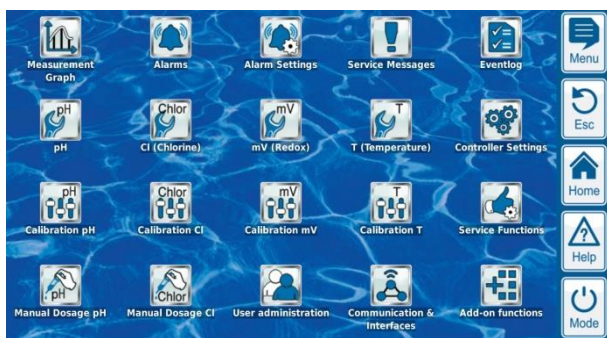 Measurement
Graph
Alarms
Alarm Settings
Service Messages
Eventlog
Menu
pH
pH
Chlor
Cl (Chlorine)
mV
mV (Redox)
T
T (Temperature)
Controller Settings
Esc
pH
Calibration pH
Chlor
Calibration Cl
mV
Calibration mV
T
Calibration T
Service Functions
Home
Help
pH
Manual Dosage pH
Chlor
Manual Dosage Cl
User administration
Communication &
Interfaces
Add-on functions
Mode